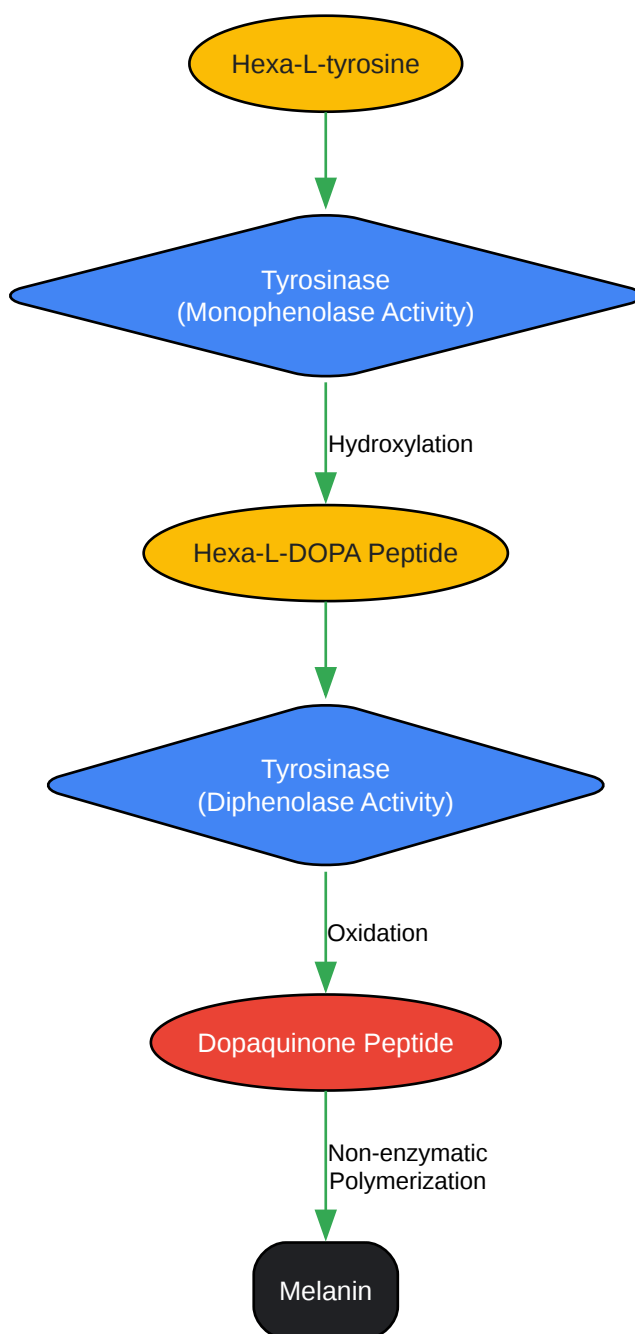 Hexa-L-tyrosine
Tyrosinase
(Monophenolase Activity)
Hydroxylation
Hexa-L-DOPA Peptide
Tyrosinase
(Diphenolase Activity)
Oxidation
Dopaquinone Peptide
Non-enzymatic
Polymerization
Melanin